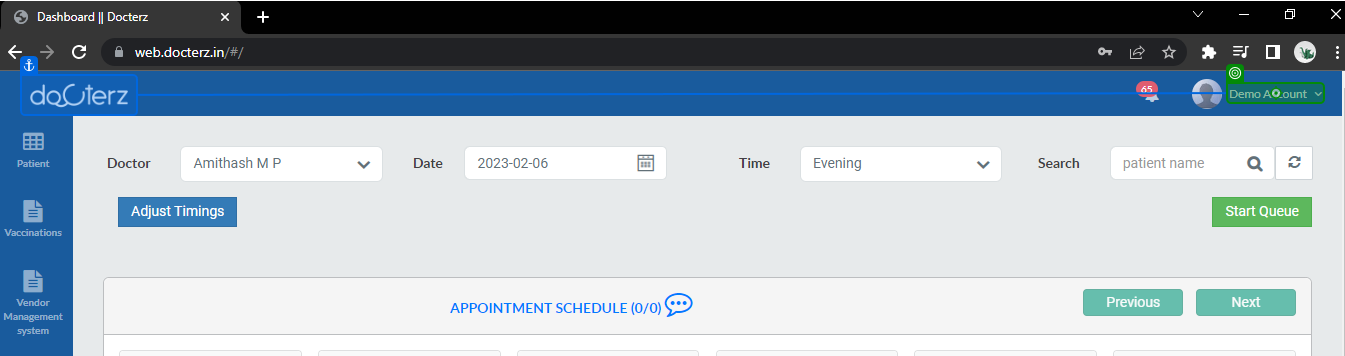 Dashboard || Docterz
web.docterz.in/#/
docterz
65
Demo Account
Patient
Doctor
Amithash M P
Date
2023-02-06
Time
Evening
Search
patient name
Adjust Timings
Start Queue
Vaccinations
Vendor
Management
system
APPOINTMENT SCHEDULE (0/0)
Previous
Next